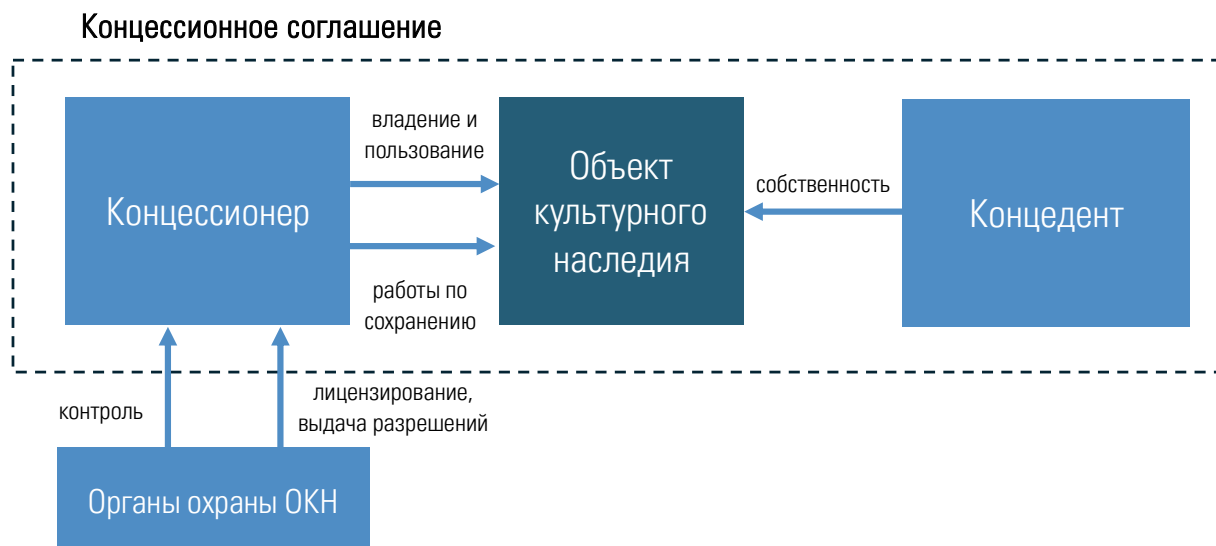 Концессионное соглашение
Концессионер
владение и
пользование
работы по
сохранению
Объект
культурного
наследия
собственность
Концедент
контроль
лицензирование,
выдача разрешений
Органы охраны ОКН